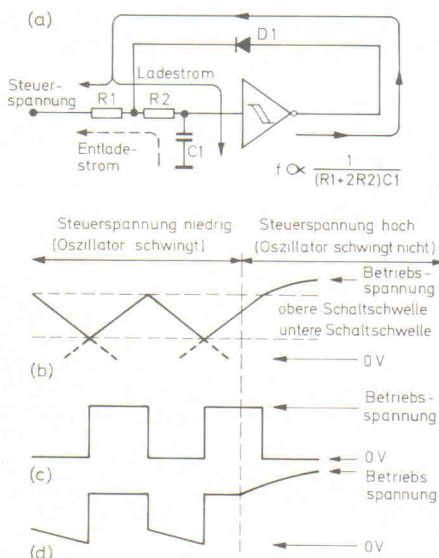 (a)
D1
Steuer-
spannung
Ladestrom
R1
R2
Entlade-
strom
C1
f ∝ 1
(R1+2R2)C1
Steuerspannung niedrig
(Oszillator schwingt)
Steuerspannung hoch
(Oszillator schwingt nicht)
Betriebs-
spannung
obere Schaltschwelle
untere Schaltschwelle
0 V
(b)
Betriebs-
spannung
(c)
0 V
Betriebs
spannung
(d)
0 V